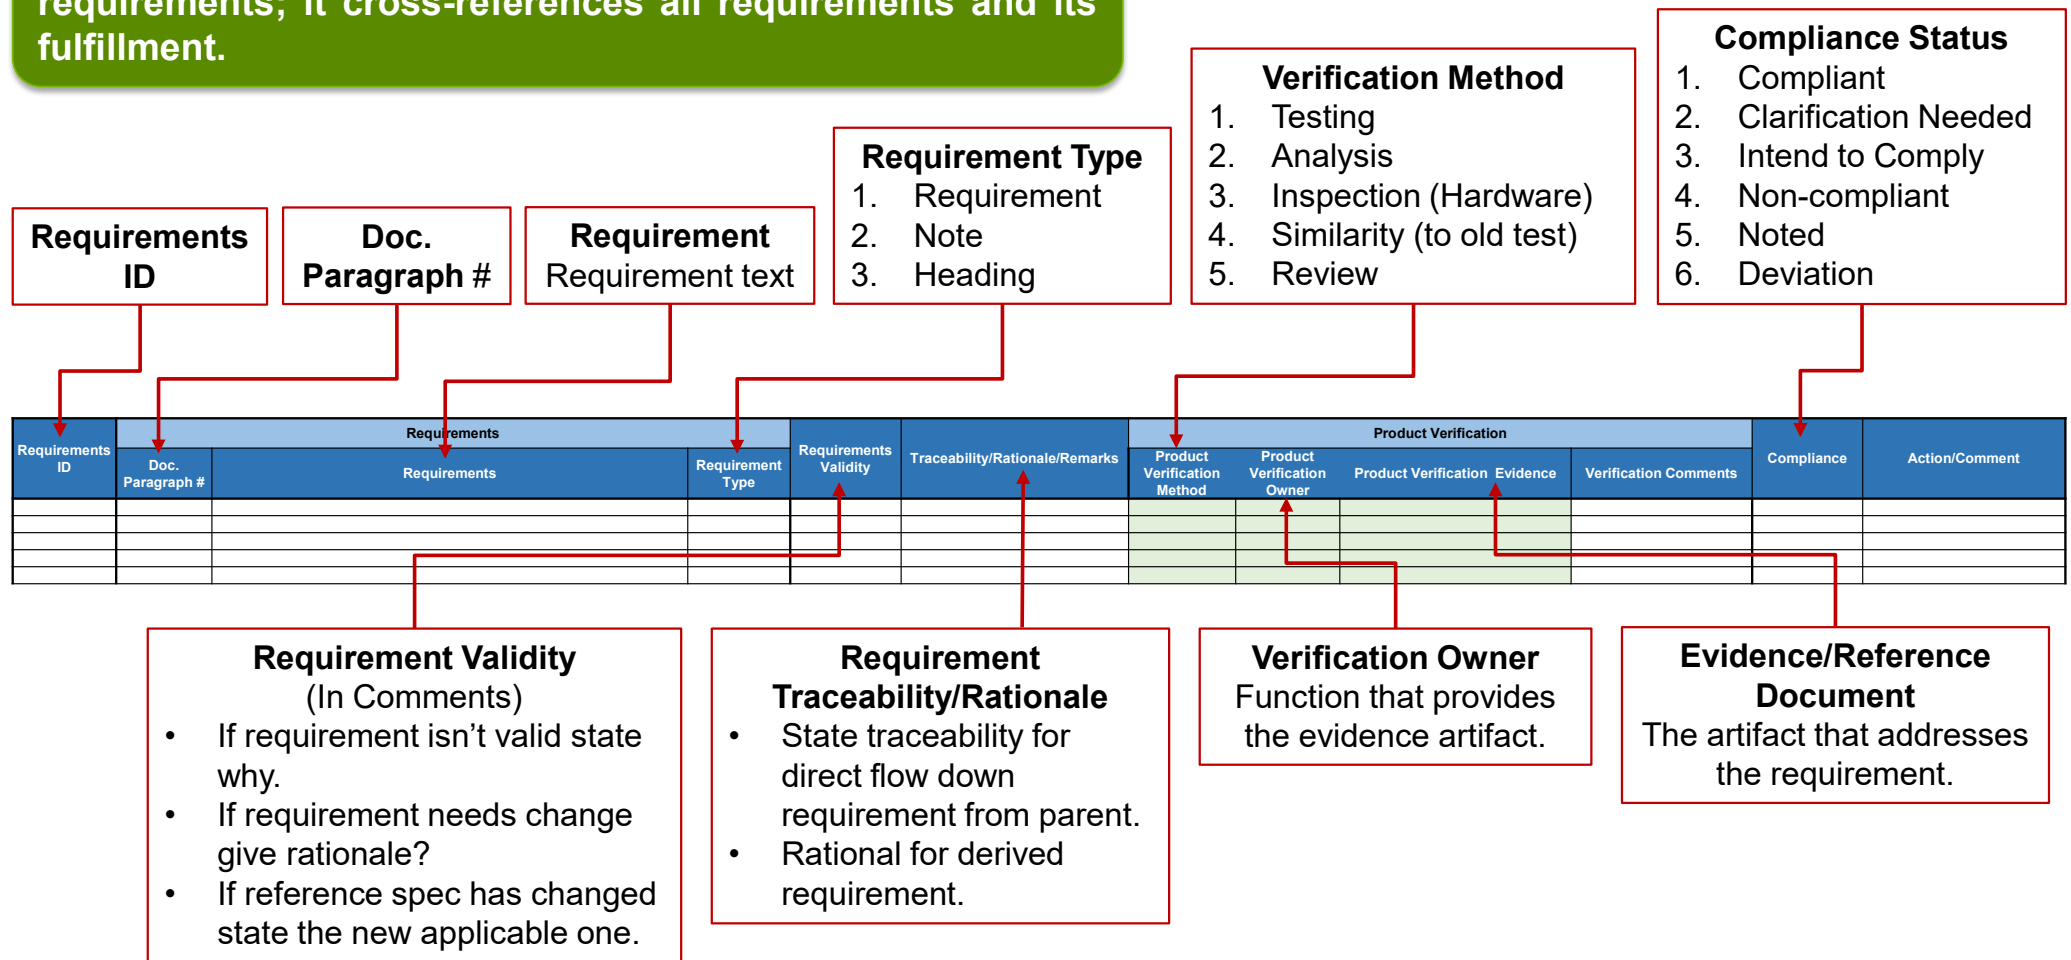 requirements; it cross-references all requirements and its
fulfillment.
Requirements
ID
Doc.
Paragraph #
Requirement
Requirement text
Requirement Type
1. Requirement
2. Note
3. Heading
Verification Method
1. Testing
2. Analysis
3. Inspection (Hardware)
4. Similarity (to old test)
5. Review
Compliance Status
1. Compliant
2. Clarification Needed
3. Intend to Comply
4. Non-compliant
5. Noted
6. Deviation
Requirements
ID
Requirements
Doc.
Paragraph #
Requirements
Requirement
Type
Requirements
Validity
Traceability/Rationale/Remarks
Product Verification
Product
Verification
Method
Product
Verification
Owner
Product Verification Evidence
Verification Comments
Compliance
Action/Comment
Requirement Validity
(In Comments)
• If requirement isn’t valid state
why.
• If requirement needs change
give rationale?
• If reference spec has changed
state the new applicable one.
Requirement
Traceability/Rationale
• State traceability for
direct flow down
requirement from parent.
• Rational for derived
requirement.
Verification Owner
Function that provides
the evidence artifact.
Evidence/Reference
Document
The artifact that addresses
the requirement.